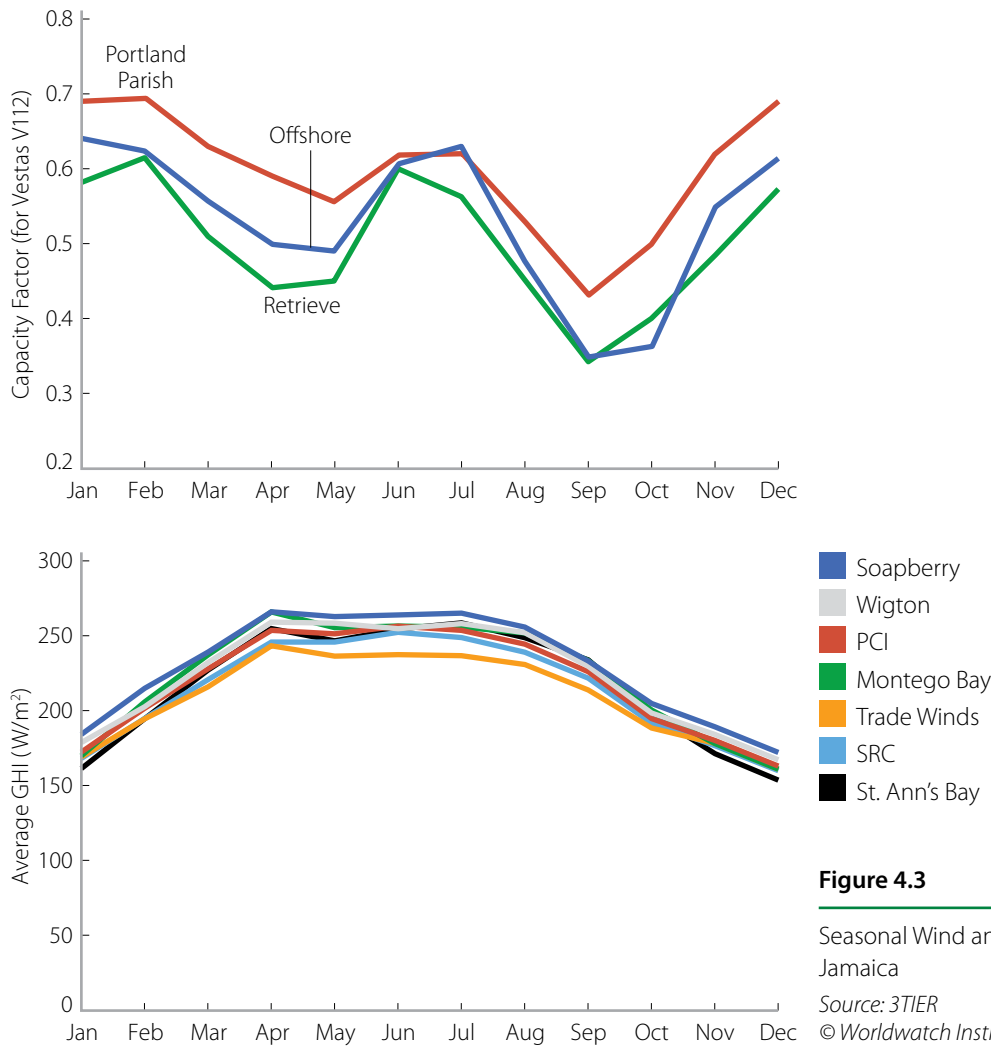 Capacity Factor (for Vestas V112)
0.8
0.7
0.6
0.5
0.4
0.3
0.2
Portland
Parish
Offshore
Retrieve
Jan Feb Mar Apr May Jun Jul Aug Sep Oct Nov Dec
Average GHI (W/m²)
300
250
200
150
100
50
0
Jan Feb Mar Apr May Jun Jul Aug Sep Oct Nov Dec
Soapberry
Wigton
PCI
Montego Bay
Trade Winds
SRC
St. Ann's Bay
Figure 4.3
Seasonal Wind
Jamaica
Source: 3TIER
© Worldwatch